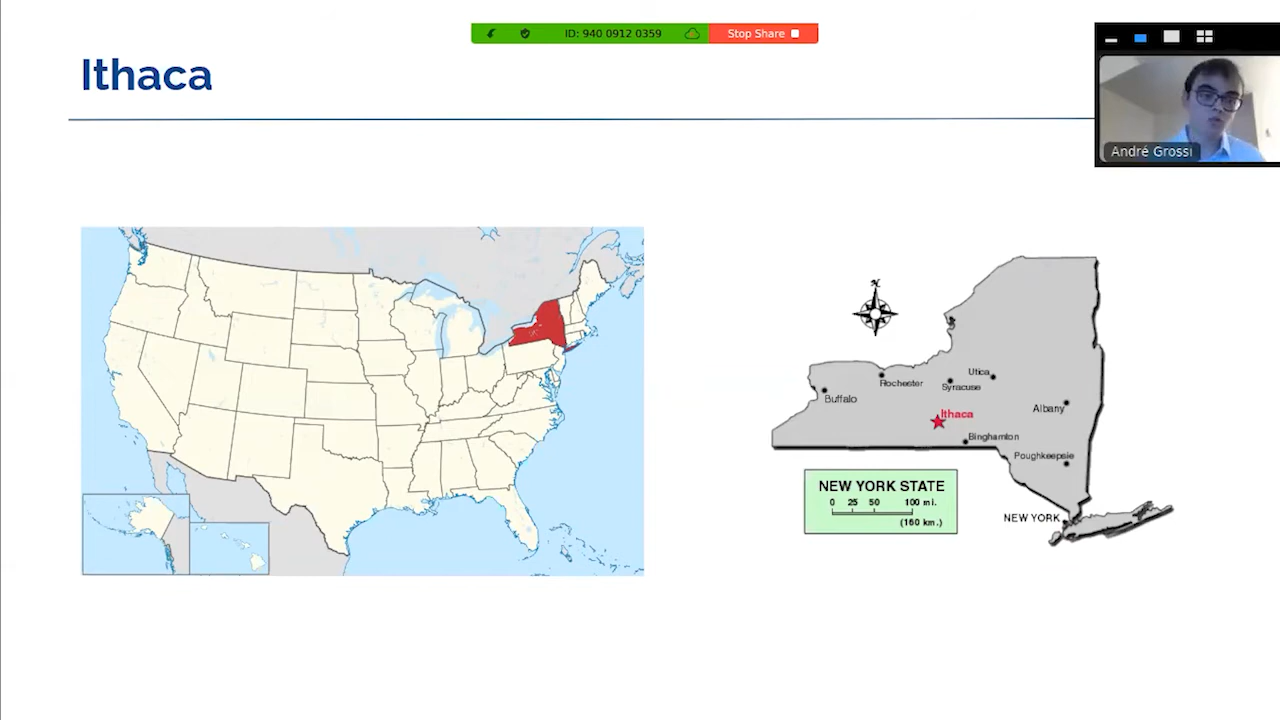 ID: 940 0912 0359
Stop Share
Ithaca
André Grossi
N
Utica
Rochester
Syracuse
Buffalo
Albany
Ithaca
Binghamton
Poughkeepsie
NEW YORK STATE
0 25 50 100 mi.
(160 km.)
NEW YORK